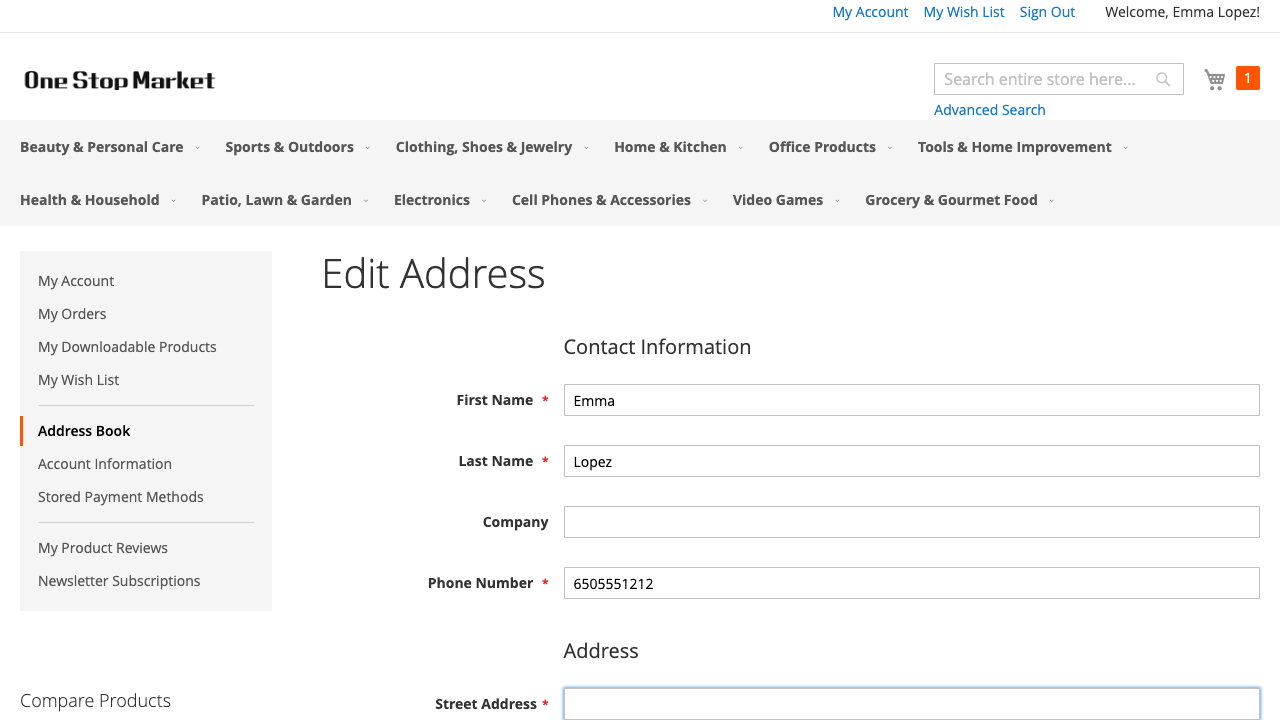 My Account My Wish List Sign Out Welcome, Emma Lopez!
One Stop Market
Search entire store here...
1
Advanced Search
Beauty & Personal Care Sports & Outdoors Clothing, Shoes & Jewelry Home & Kitchen Office Products Tools & Home Improvement
Health & Household Patio, Lawn & Garden Electronics Cell Phones & Accessories Video Games Grocery & Gourmet Food
My Account
My Orders
My Downloadable Products
My Wish List
Address Book
Account Information
Stored Payment Methods
My Product Reviews
Newsletter Subscriptions
Compare Products
Edit Address
Contact Information
First Name * Emma
Last Name * Lopez
Company
Phone Number * 6505551212
Address
Street Address *